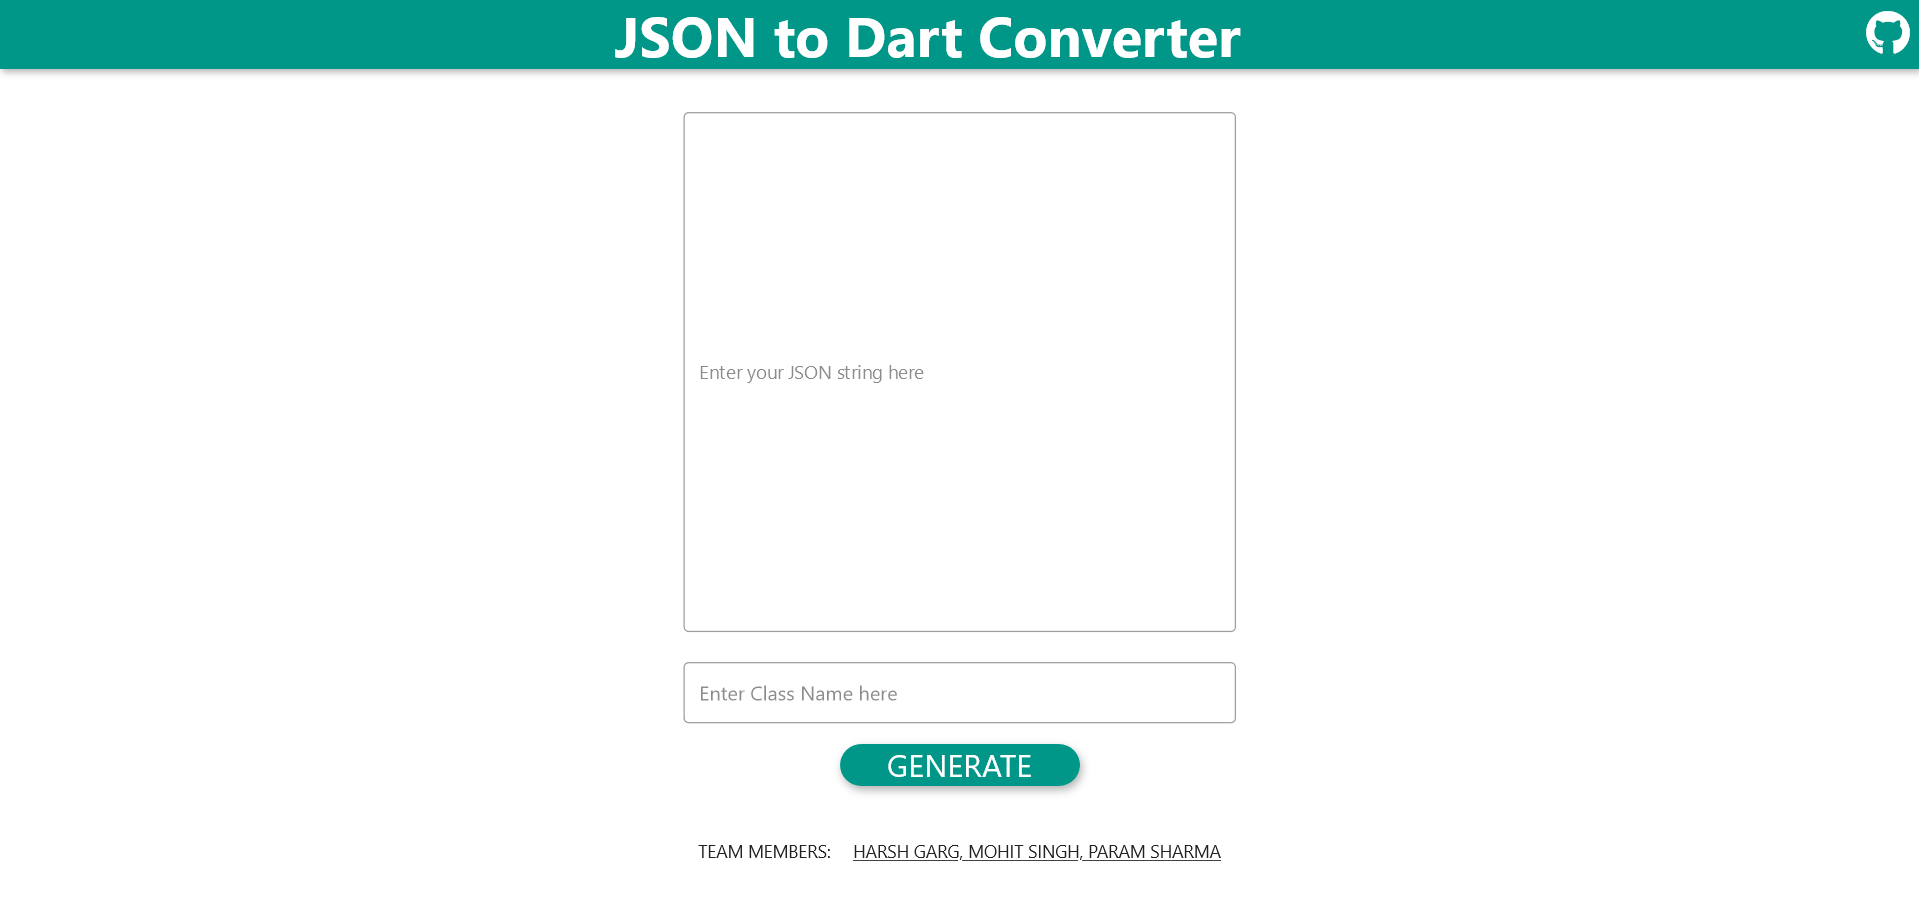 JSON to Dart Converter
Enter your JSON string here
Enter Class Name here
GENERATE
TEAM MEMBERS: HARSH GARG, MOHIT SINGH, PARAM SHARMA